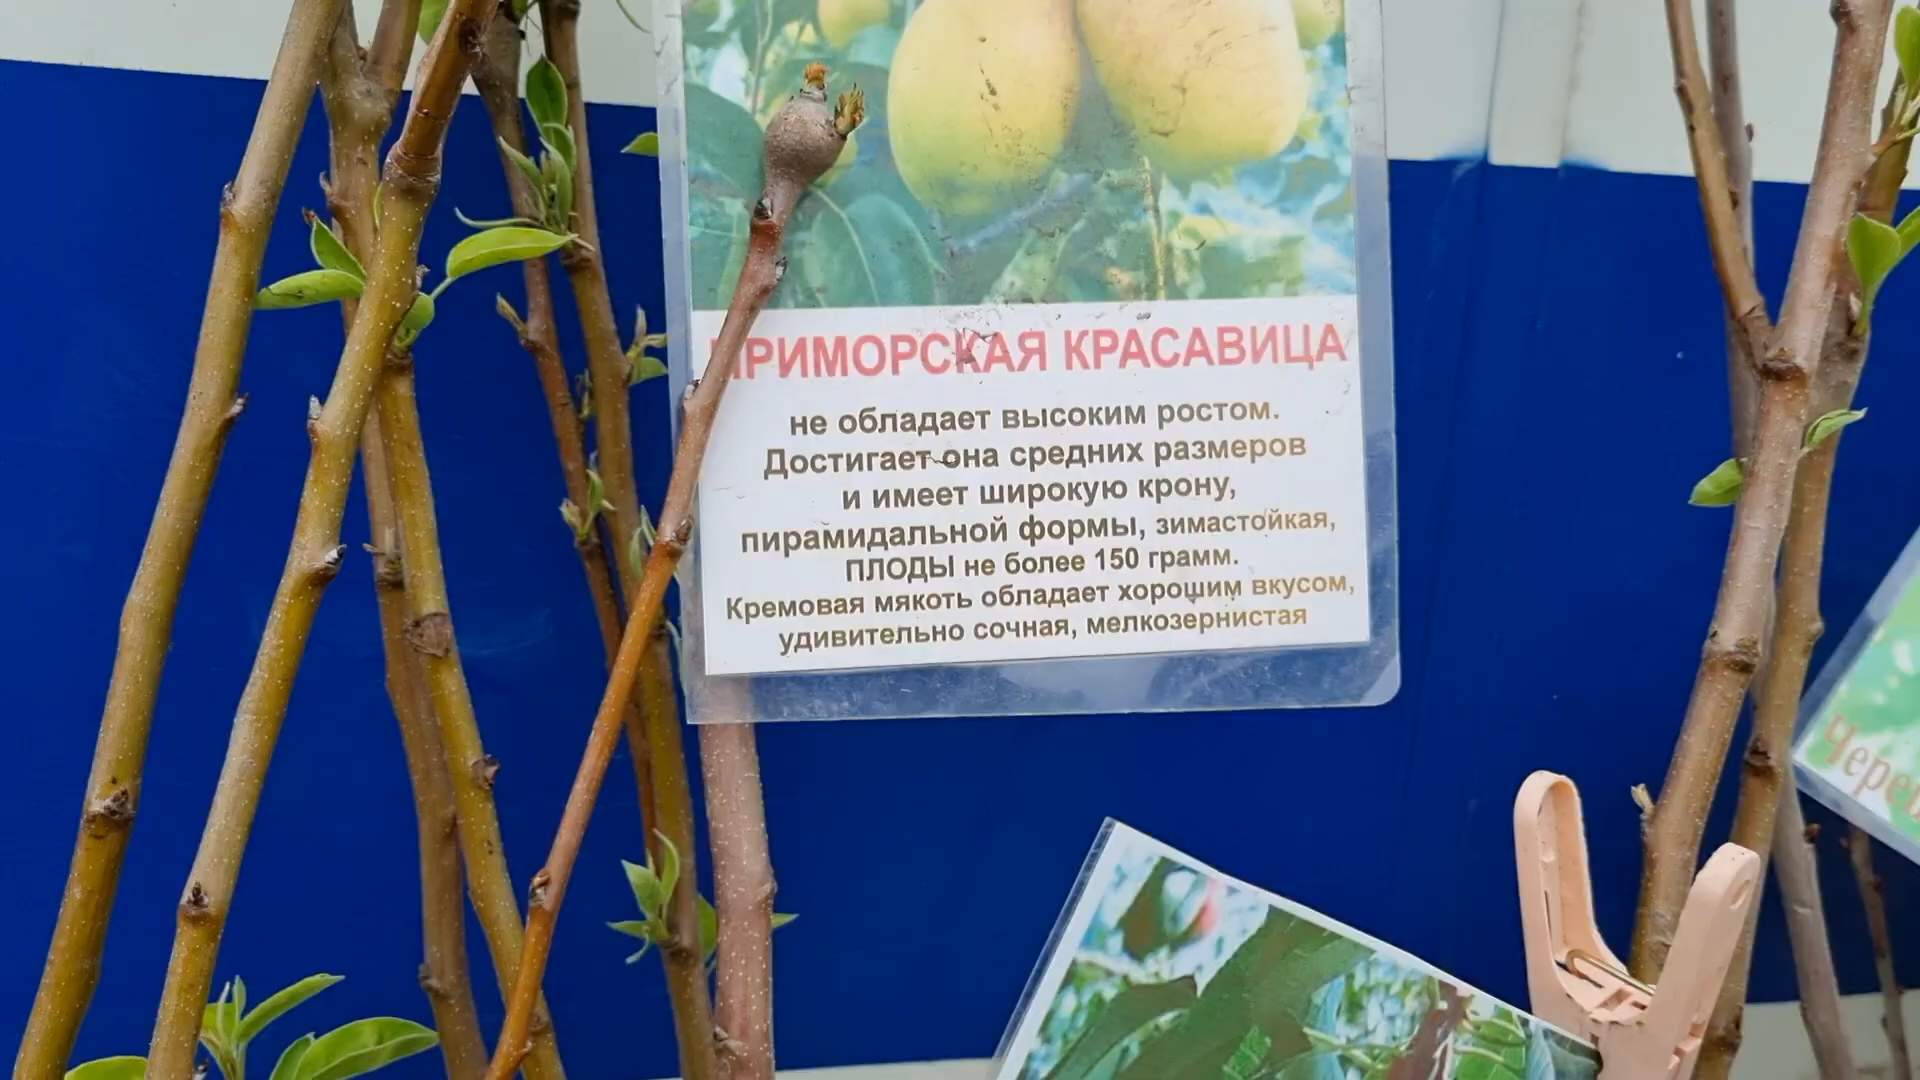 ПРИМОРСКАЯ КРАСАВИЦА
не обладает высоким ростом.
Достигает она средних размеров
и имеет широкую крону,
пирамидальной формы, зимастойкая,
ПЛОДЫ не более 150 грамм.
Кремовая мякоть обладает хорошим вкусом,
удивительно сочная, мелкозернистая